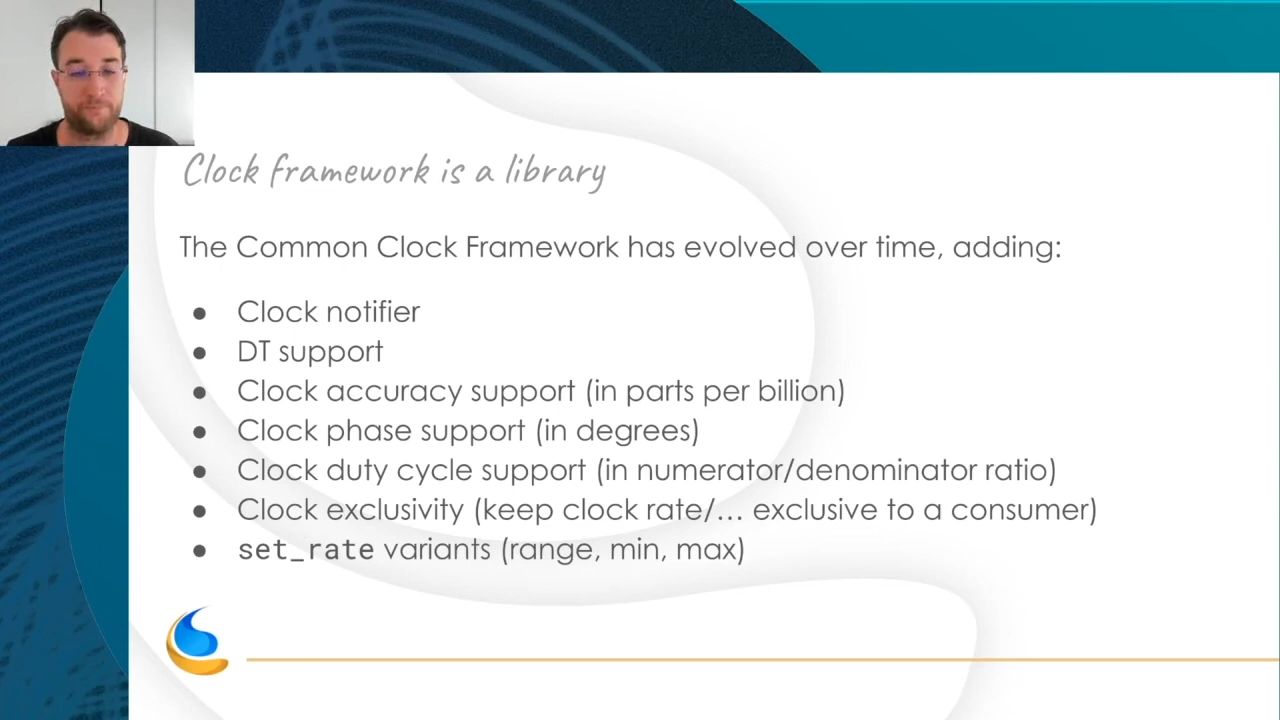 Clock framework is a library
The Common Clock Framework has evolved over time, adding:
● Clock notifier
● DT support
● Clock accuracy support (in parts per billion)
● Clock phase support (in degrees)
● Clock duty cycle support (in numerator/denominator ratio)
● Clock exclusivity (keep clock rate/... exclusive to a consumer)
● set_rate variants (range, min, max)